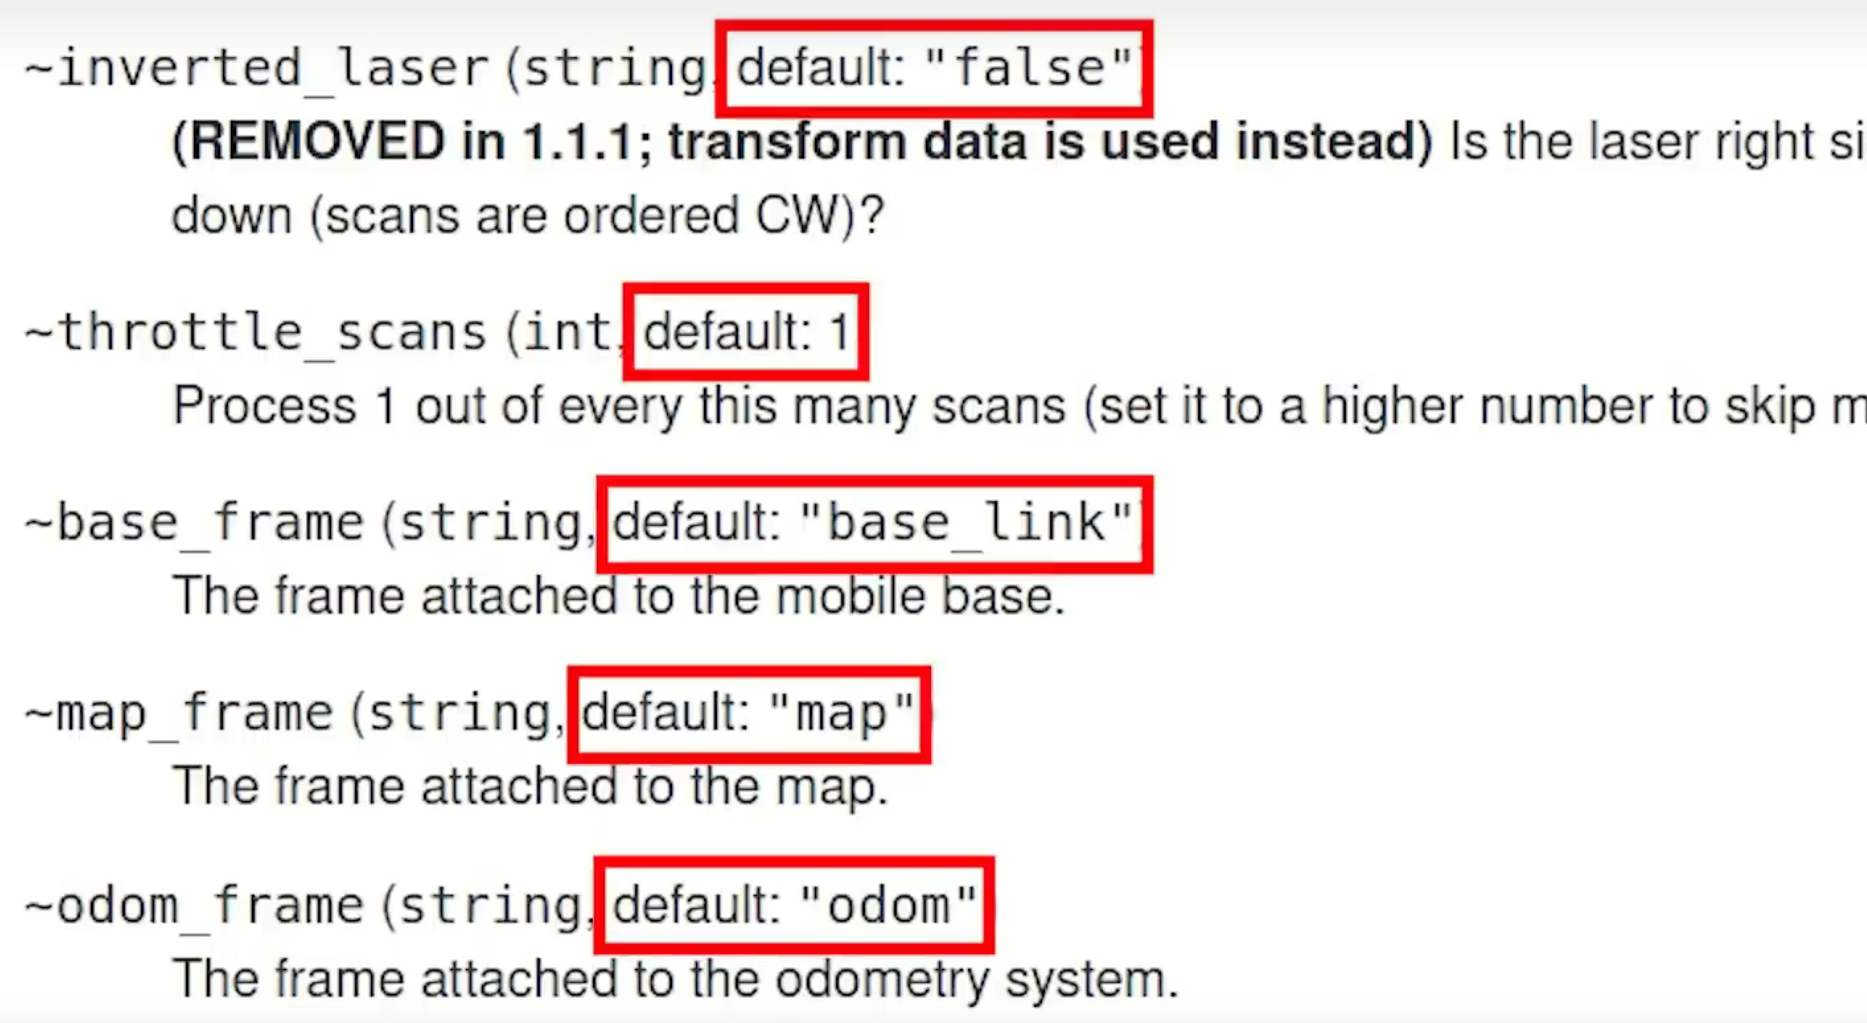 ~inverted_laser (string, default: "false")
(REMOVED in 1.1.1; transform data is used instead) Is the laser right si
down (scans are ordered CW)?
~throttle_scans (int, default: 1
Process 1 out of every this many scans (set it to a higher number to skip m
~base_frame (string, default: "base_link")
The frame attached to the mobile base.
~map_frame (string, default: "map")
The frame attached to the map.
~odom_frame (string, default: "odom")
The frame attached to the odometry system.